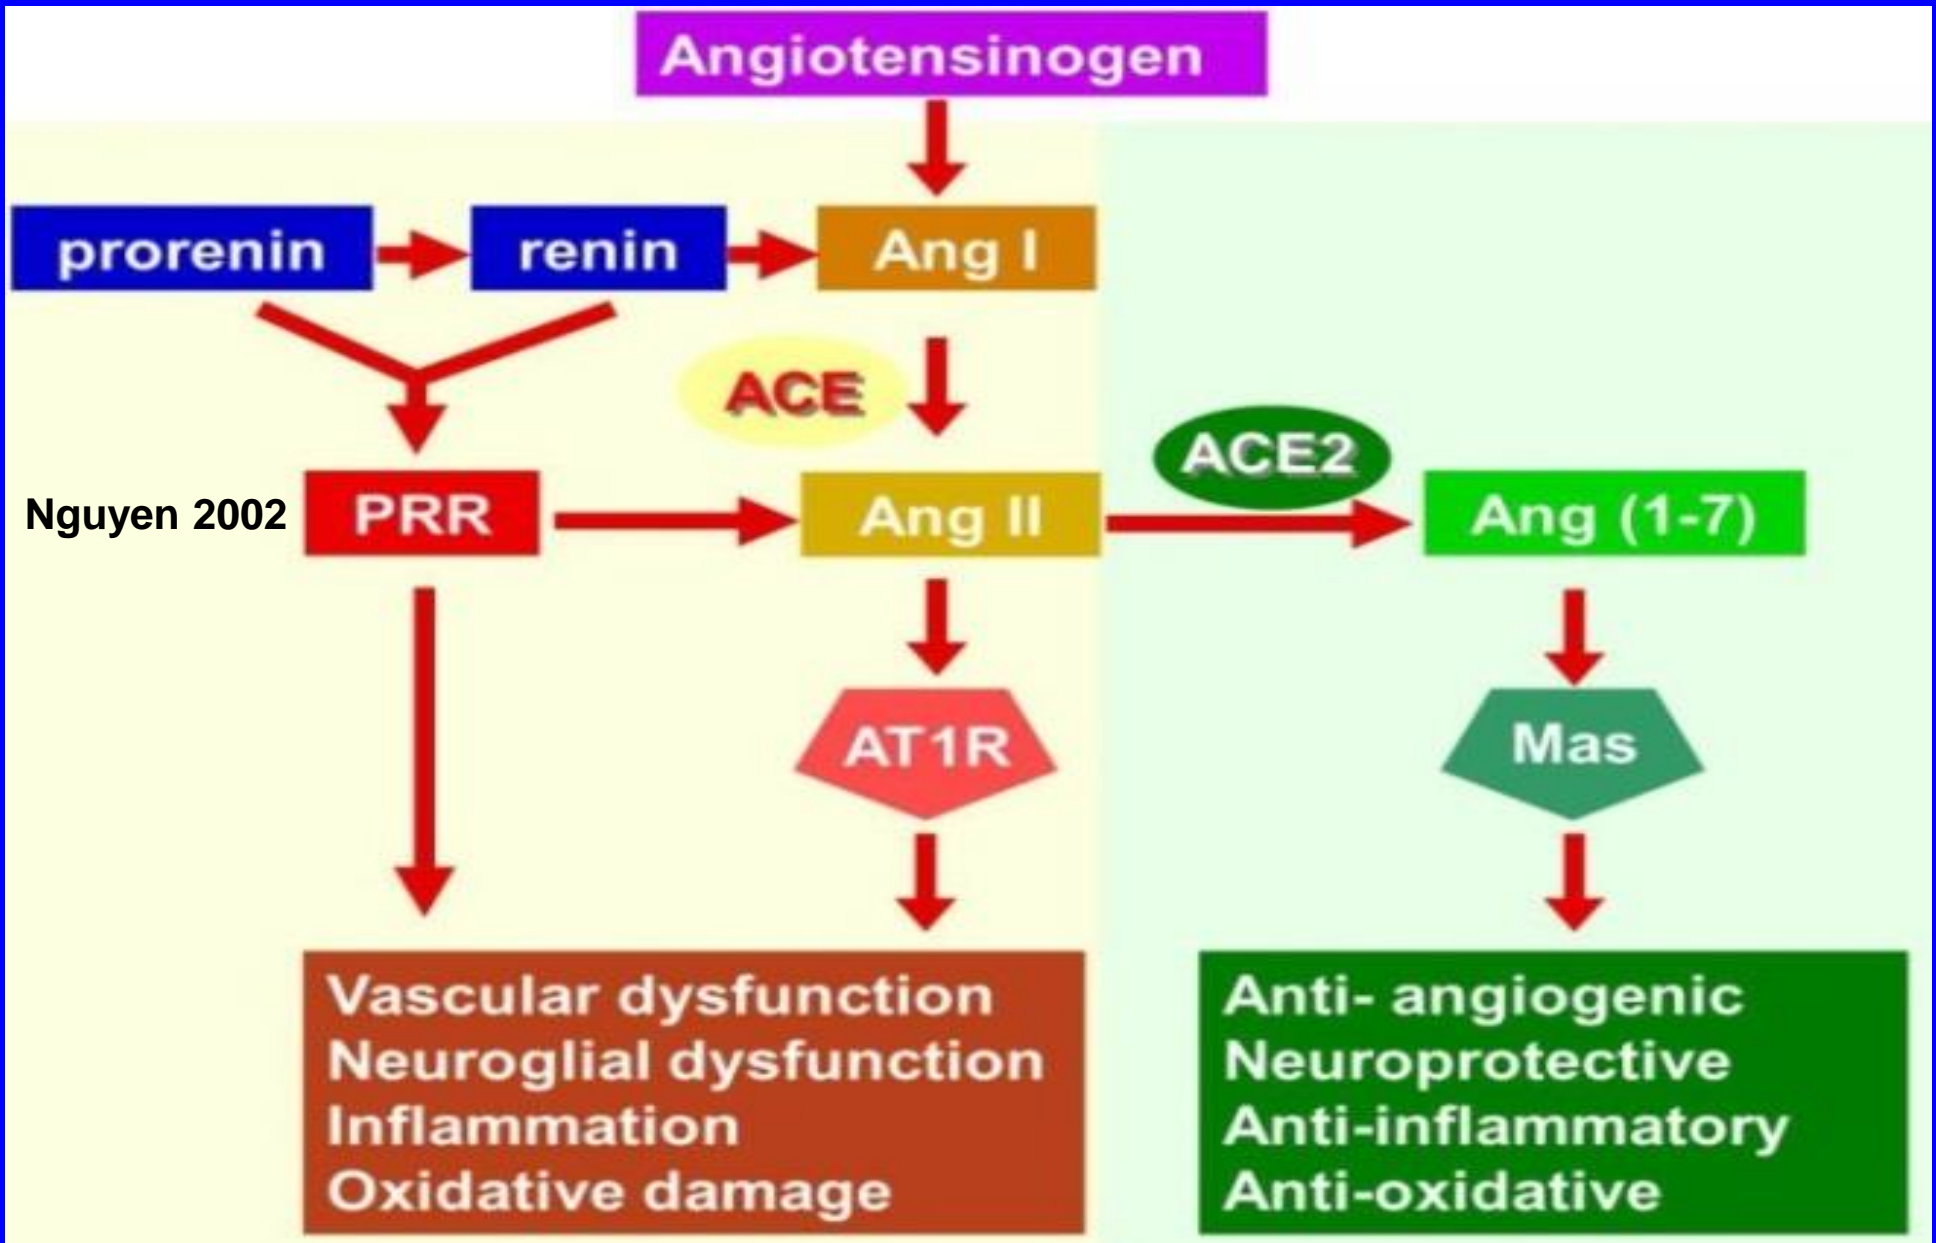 Angiotensinogen
prorenin
renin
Ang I
ACE
ACE2
Nguyen 2002
PRR
Ang II
Ang (1-7)
AT1R
Mas
Vascular dysfunction
Neuroglial dysfunction
Inflammation
Oxidative damage
Anti- angiogenic
Neuroprotective
Anti-inflammatory
Anti-oxidative